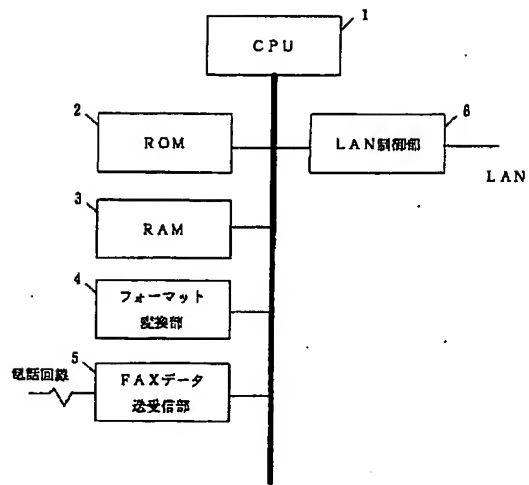 1
CPU
2
ROM
6
LAN制御部
LAN
3
RAM
4
フォーマット
変換部
5
電話回線
FAXデータ
送受信部